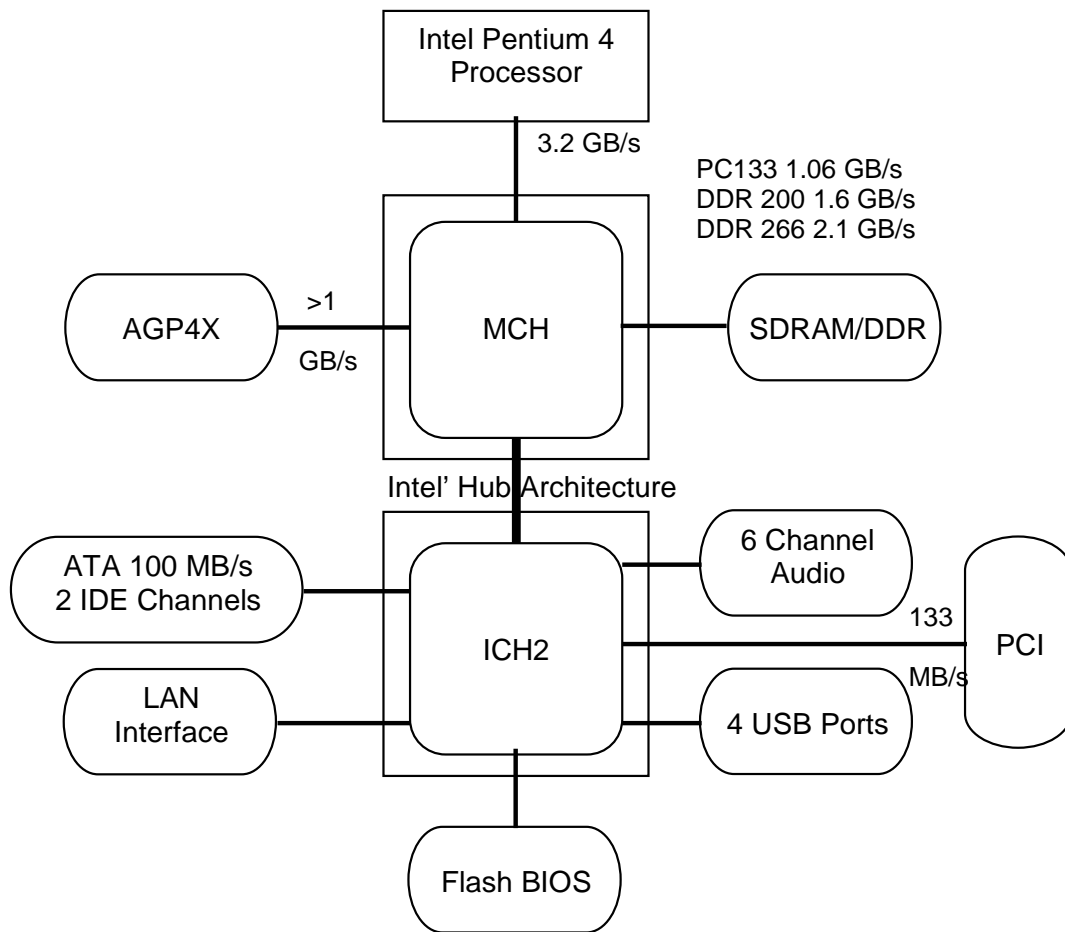 Intel Pentium 4
Processor
3.2 GB/s
PC133 1.06 GB/s
DDR 200 1.6 GB/s
DDR 266 2.1 GB/s
AGP4X
>1
GB/s
MCH
SDRAM/DDR
Intel’ Hub Architecture
ATA 100 MB/s
2 IDE Channels
6 Channel
Audio
ICH2
133
MB/s
PCI
LAN
Interface
4 USB Ports
Flash BIOS